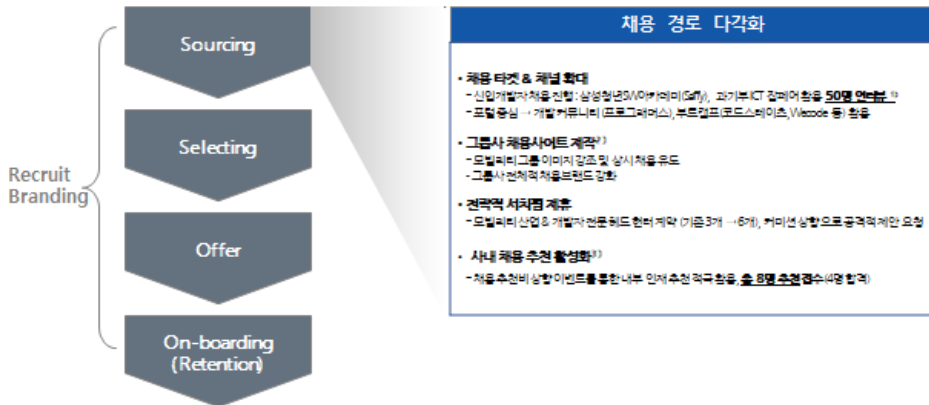 채용 경로 다각화
Sourcing
Selecting
Offer
On-boarding
(Retention)
Recruit
Branding
• 채용 타겟 & 채널 확대
- 신입개발자 채용 진행 : 삼성청년SW아카데미(Saffy), 과기부ICT 잡페어 활용 50명 인터뷰 1)
- 포털 중심 → 개발 커뮤니티 (프로그래머스), 부트캠프(코드스테이츠, Wecode 등) 활용
• 그룹사 채용사이트 제작2)
- 모빌리티 그룹 이미지 강조 및 상시 채용 유도
- 그룹사 전체적 채용브랜드 강화
• 전략적 서치펌 제휴
- 모빌리티 산업 & 개발자 전문 헤드헌터 계약 (기존 3개 → 6개), 커미션 상향으로 공격적 제안 요청
• 사내 채용 추천 활성화3)
- 채용 추천비 상향 이벤트를 통한 내부 인재 추천 적극 활용, 총 8명 추천 접수(4명 합격)